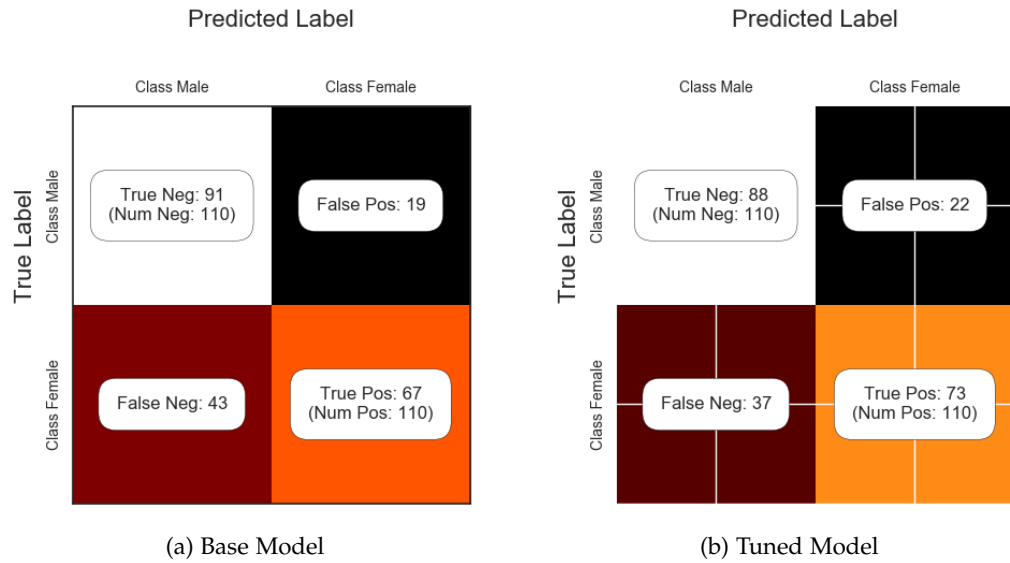 Predicted Label
Class Male
Class Female
True Label
Class Male
Class Female
True Neg: 91
(Num Neg: 110)
False Pos: 19
False Neg: 43
True Pos: 67
(Num Pos: 110)
(a) Base Model
Predicted Label
Class Male
Class Female
True Label
Class Male
Class Female
True Neg: 88
(Num Neg: 110)
False Pos: 22
False Neg: 37
True Pos: 73
(Num Pos: 110)
(b) Tuned Model